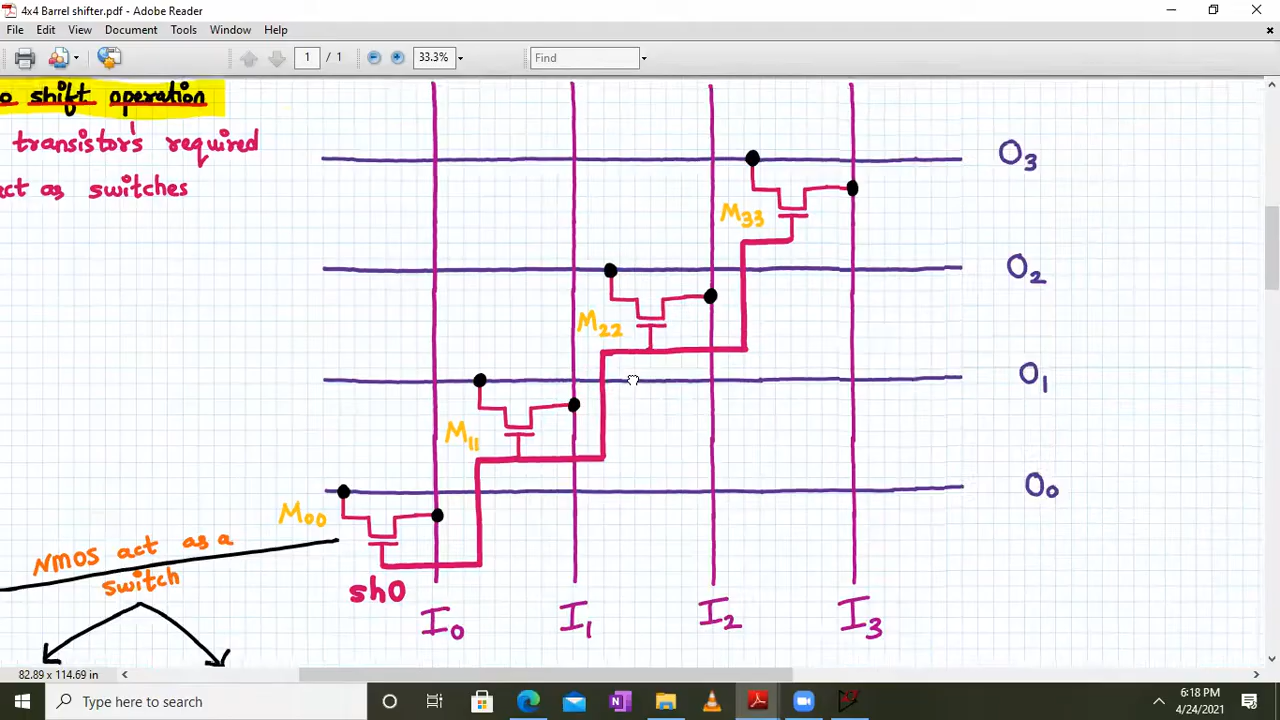 4x4 Barrel shifter.pdf - Adobe Reader
File Edit View Document Tools Window Help
1 / 1 33.3% Find
o shift operation
transistor's required
act as switches
O3
M33
O2
M22
O1
M11
O0
M00
NMOS act as a
switch
sh0
I0 I1 I2 I3
82.89 x 114.69 in
Type here to search
6:18 PM
4/24/2021